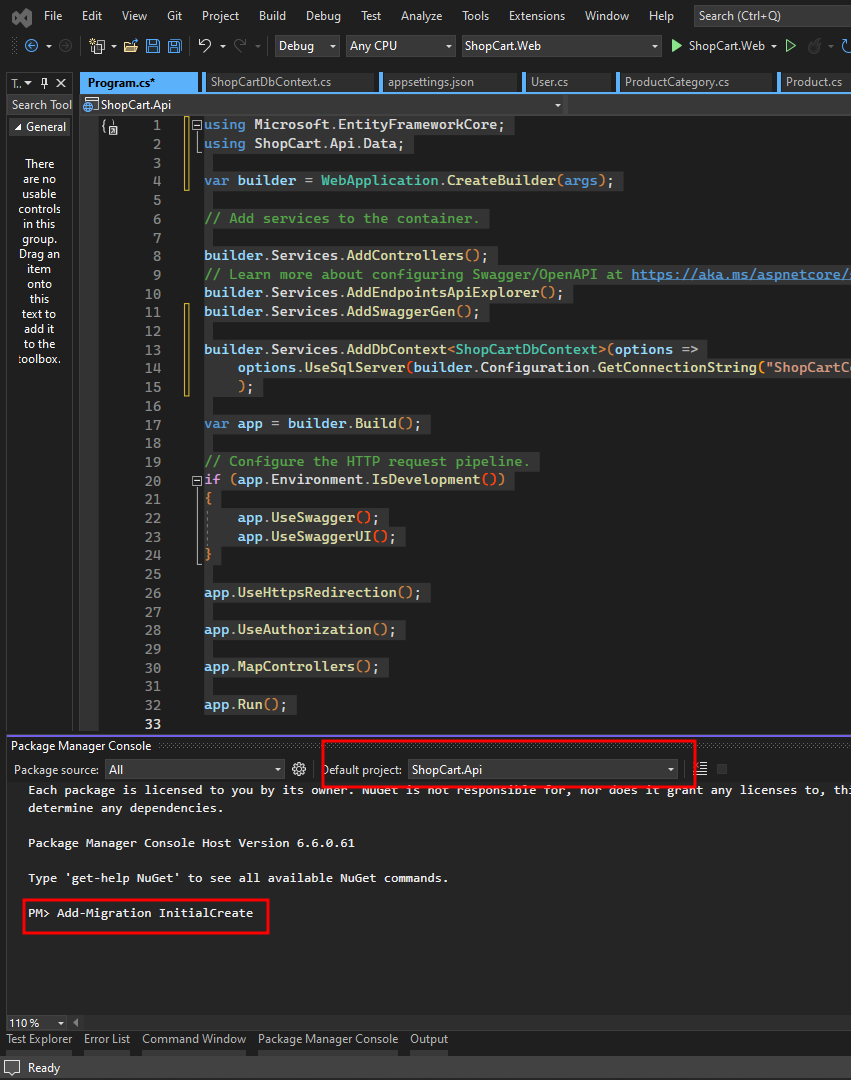 File Edit View Git Project Build Debug Test Analyze Tools Extensions Window Help Search (Ctrl+Q)
Debug Any CPU ShopCart.Web ShopCart.Web
T.. Program.cs* ShopCartDbContext.cs appsettings.json User.cs ProductCategory.cs Product.cs
Search Tool ShopCart.Api
General
There
are no
usable
controls
in this
group.
Drag an
item
onto
this
text to
add it
to the
toolbox.
1 using Microsoft.EntityFrameworkCore;
2 using ShopCart.Api.Data;
3
4 var builder = WebApplication.CreateBuilder(args);
5
6 // Add services to the container.
7
8 builder.Services.AddControllers();
9 // Learn more about configuring Swagger/OpenAPI at https://aka.ms/aspnetcore/s
10 builder.Services.AddEndpointsApiExplorer();
11 builder.Services.AddSwaggerGen();
12
13 builder.Services.AddDbContext<ShopCartDbContext>(options =>
14 options.UseSqlServer(builder.Configuration.GetConnectionString("ShopCartC
15 );
16
17 var app = builder.Build();
18
19 // Configure the HTTP request pipeline.
20 if (app.Environment.IsDevelopment())
21 {
22 app.UseSwagger();
23 app.UseSwaggerUI();
24 }
25
26 app.UseHttpsRedirection();
27
28 app.UseAuthorization();
29
30 app.MapControllers();
31
32 app.Run();
33
Package Manager Console
Package source: All Default project: ShopCart.Api
Each package is licensed to you by its owner. NuGet is not responsible for, nor does it grant any licenses to, thi
determine any dependencies.
Package Manager Console Host Version 6.6.0.61
Type 'get-help NuGet' to see all available NuGet commands.
PM> Add-Migration InitialCreate
110 %
Test Explorer Error List Command Window Package Manager Console Output
Ready